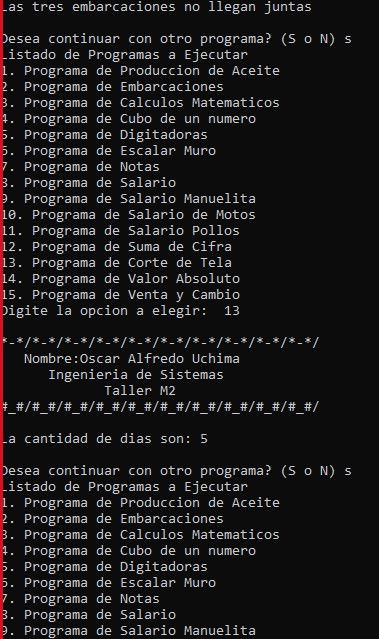 Las tres embarcaciones no llegan juntas
Desea continuar con otro programa? (S o N) s
Listado de Programas a Ejecutar
1. Programa de Produccion de Aceite
2. Programa de Embarcaciones
3. Programa de Calculos Matematicos
4. Programa de Cubo de un numero
5. Programa de Digitadoras
6. Programa de Escalar Muro
7. Programa de Notas
8. Programa de Salario
9. Programa de Salario Manuelita
10. Programa de Salario de Motos
11. Programa de Salario Pollos
12. Programa de Suma de Cifra
13. Programa de Corte de Tela
14. Programa de Valor Absoluto
15. Programa de Venta y Cambio
Digite la opcion a elegir:  13
*-*/*-*/*-*/*-*/*-*/*-*/*-*/*-*/*-*/*-*/
Nombre:Oscar Alfredo Uchima
Ingenieria de Sistemas
Taller M2
#_#/#_#/#_#/#_#/#_#/#_#/#_#/#_#/#_#/#_#/
La cantidad de dias son: 5
Desea continuar con otro programa? (S o N) s
Listado de Programas a Ejecutar
1. Programa de Produccion de Aceite
2. Programa de Embarcaciones
3. Programa de Calculos Matematicos
4. Programa de Cubo de un numero
5. Programa de Digitadoras
6. Programa de Escalar Muro
7. Programa de Notas
8. Programa de Salario
9. Programa de Salario Manuelita